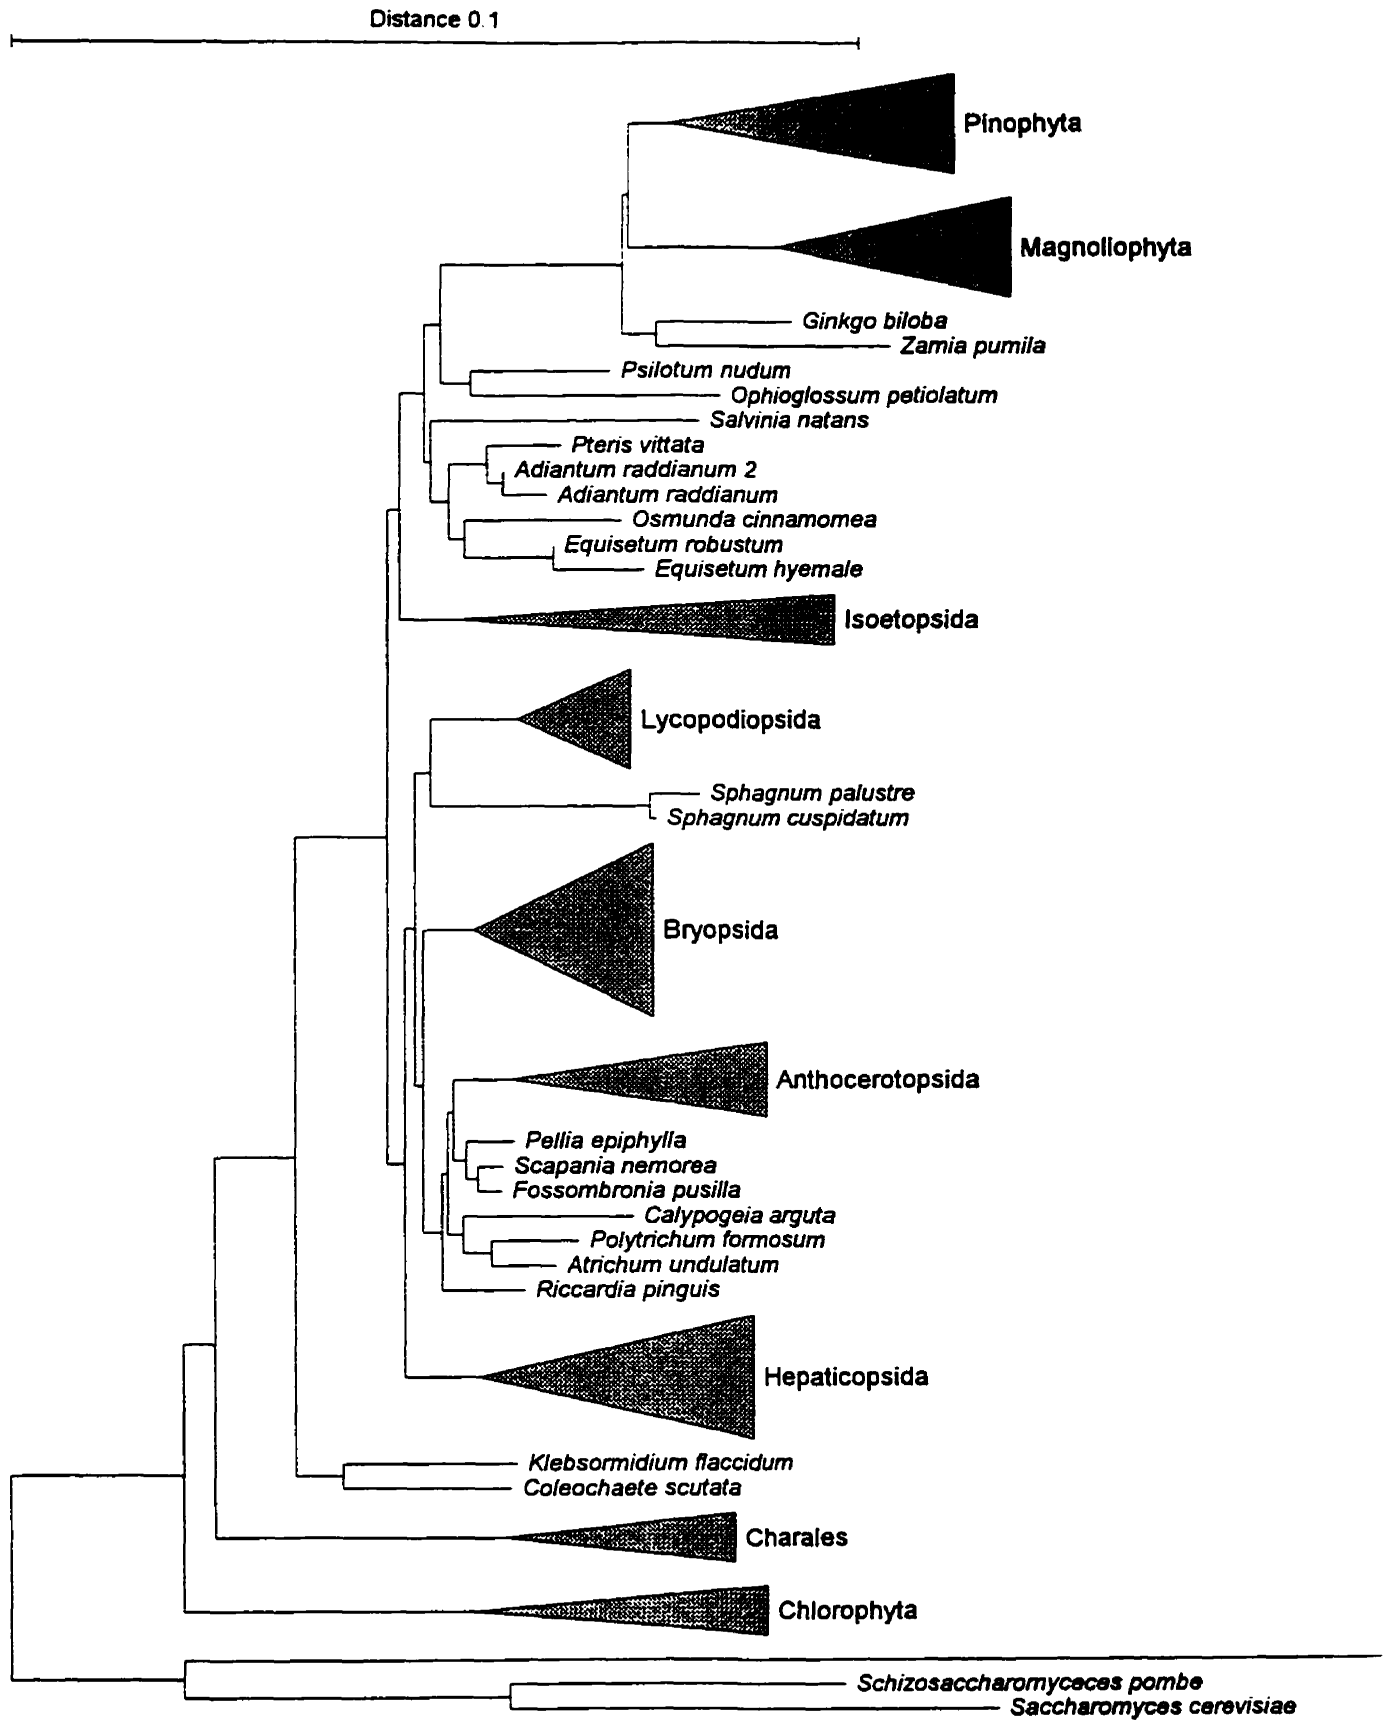 Distance 0.1
Pinophyta
Magnoliophyta
Ginkgo biloba
Zamia pumila
Psilotum nudum
Ophioglossum petiolatum
Salvinia natans
Pteris vittata
Adiantum raddianum 2
Adiantum raddianum
Osmunda cinnamomea
Equisetum robustum
Equisetum hyemale
Isoetopsida
Lycopodiopsida
Sphagnum palustre
Sphagnum cuspidatum
Bryopsida
Anthocerotopsida
Pellia epiphylla
Scapania nemorea
Fossombronia pusilla
Calypogeia arguta
Polytrichum formosum
Atrichum undulatum
Riccardia pinguis
Hepaticopsida
Klebsormidium flaccidum
Coleochaete scutata
Charales
Chlorophyta
Schizosaccharomyceces pombe
Saccharomyces cerevisiae